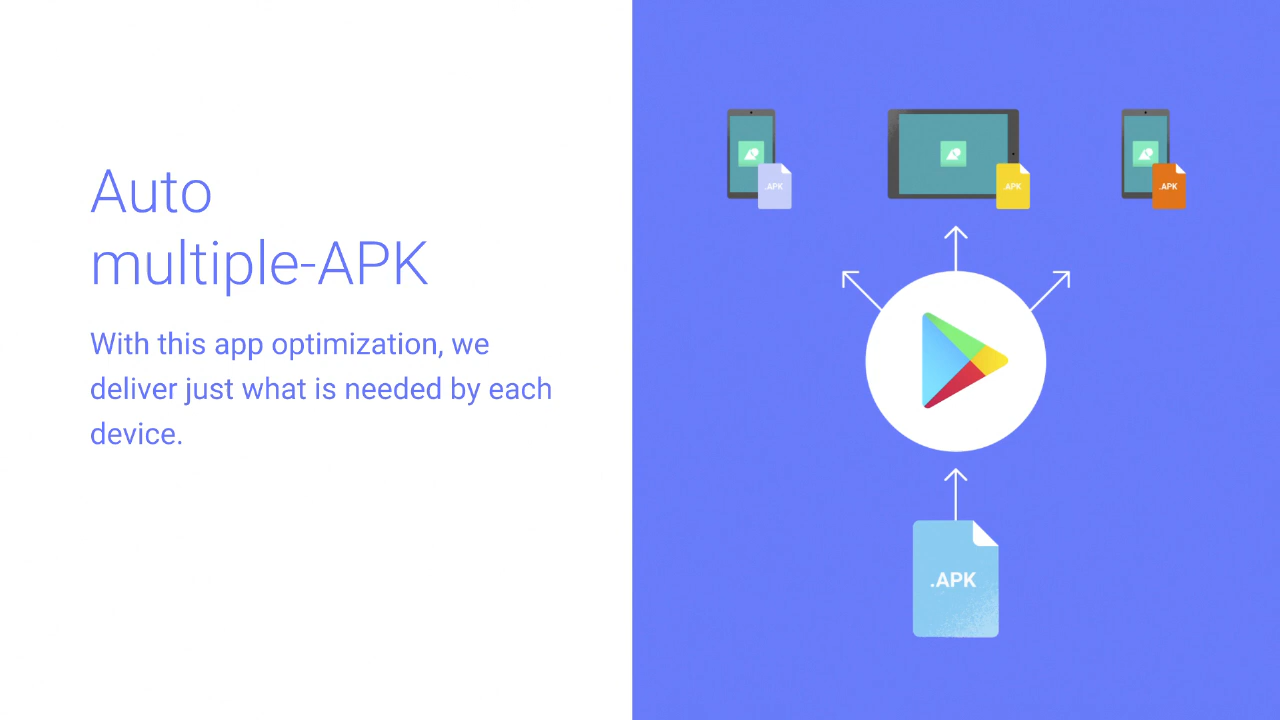 Auto
multiple-APK
With this app optimization, we
deliver just what is needed by each
device.
.APK
.APK
.APK
.APK